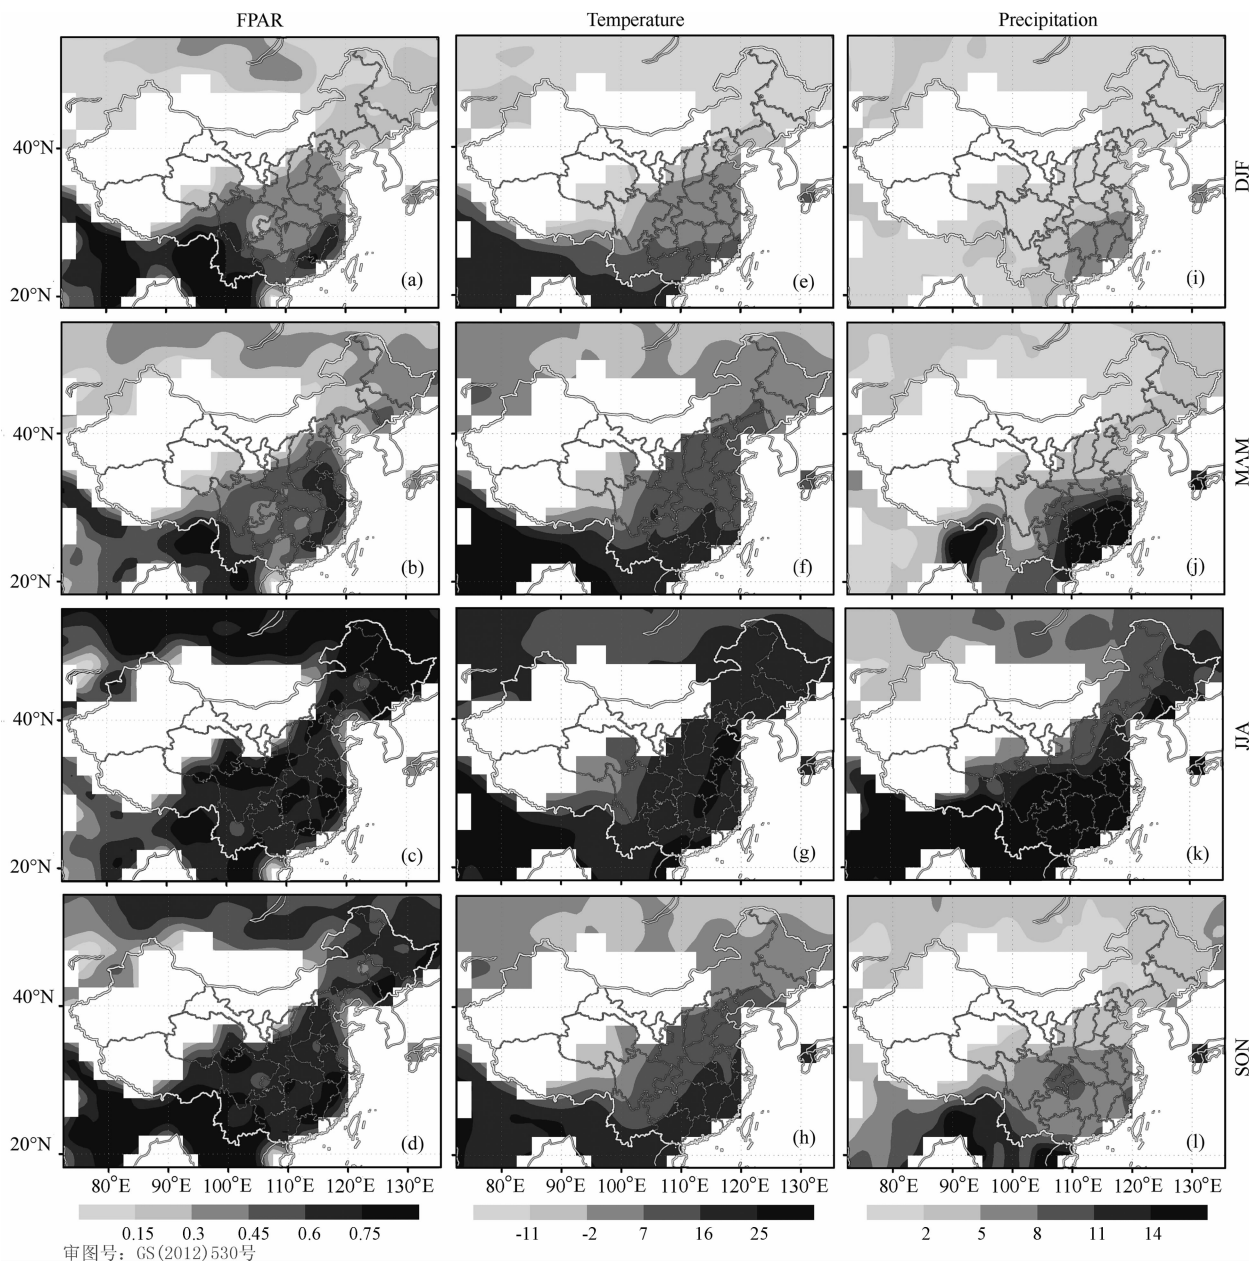 FPAR Temperature Precipitation
40°N
20°N
(a) (e) (i) DJF
40°N
20°N
(b) (f) (j) MAM
40°N
20°N
(c) (g) (k) JJA
40°N
20°N
(d) (h) (l) SON
80°E 90°E 100°E 110°E 120°E 130°E 80°E 90°E 100°E 110°E 120°E 130°E 80°E 90°E 100°E 110°E 120°E 130°E
0.15 0.3 0.45 0.6 0.75 -11 -2 7 16 25 2 5 8 11 14
审图号：GS(2012)530号